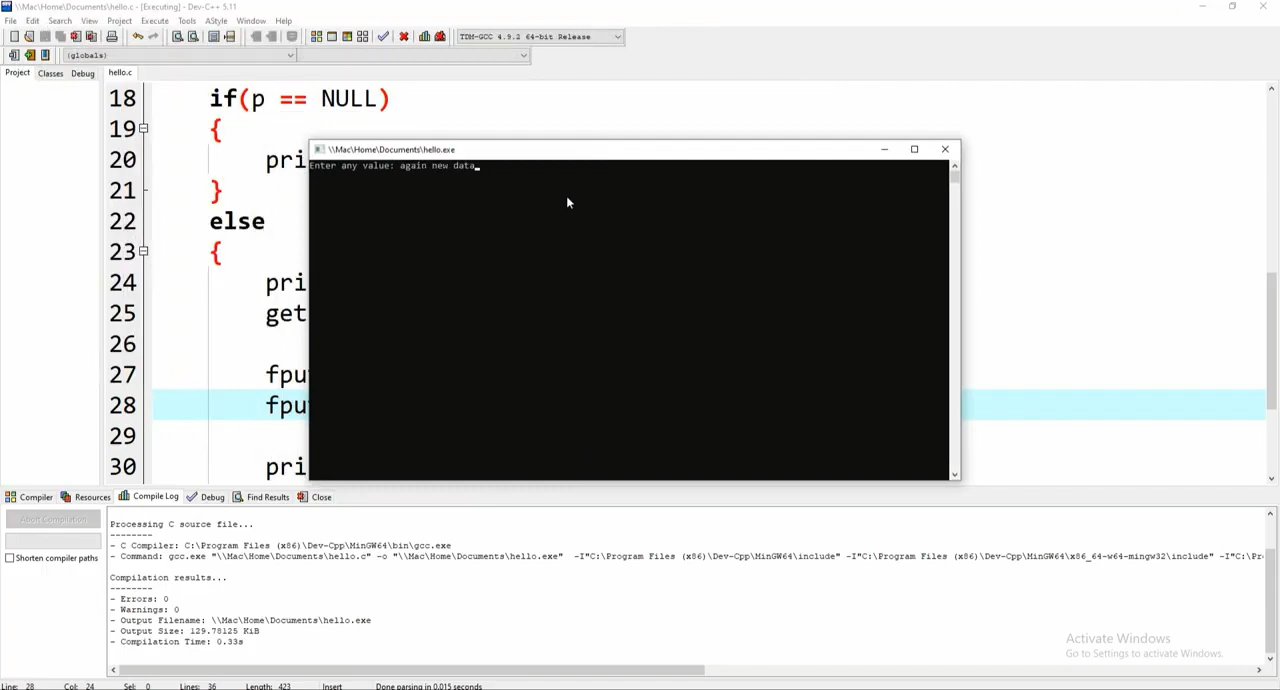 \\Mac\Home\Documents\hello.c - [Executing] - Dev-C++ 5.11
File Edit Search View Project Execute Tools AStyle Window Help
TDM-GCC 4.9.2 64-bit Release
(globals)
Project Classes Debug hello.c
18 if(p == NULL)
19 {
20 pri
21 }
22 else
23 {
24 pri
25 get
26
27 fpu
28 fpu
29
30 pri
\\Mac\Home\Documents\hello.exe
Enter any value: again new data
Compiler Resources Compile Log Debug Find Results Close
Abort Compilation
Shorten compiler paths
Processing C source file...
--------
- C Compiler: C:\Program Files (x86)\Dev-Cpp\MinGW64\bin\gcc.exe
- Command: gcc.exe "\\Mac\Home\Documents\hello.c" -o "\\Mac\Home\Documents\hello.exe" -I"C:\Program Files (x86)\Dev-Cpp\MinGW64\include" -I"C:\Program Files (x86)\Dev-Cpp\MinGW64\x86_64-w64-mingw32\include" -I"C:\Pr
Compilation results...
--------
- Errors: 0
- Warnings: 0
- Output Filename: \\Mac\Home\Documents\hello.exe
- Output Size: 129.78125 KiB
- Compilation Time: 0.33s
Activate Windows
Go to Settings to activate Windows.
Line: 28 Col: 24 Sel: 0 Lines: 36 Length: 423 Insert Done parsing in 0.015 seconds